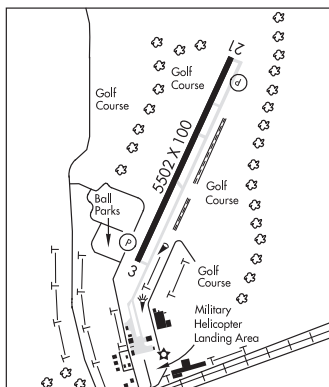 21
Golf
Course
Golf
Course
P
5502 X 100
Golf
Course
Ball
Parks
P
3
Golf
Course
Military
Helicopter
Landing Area